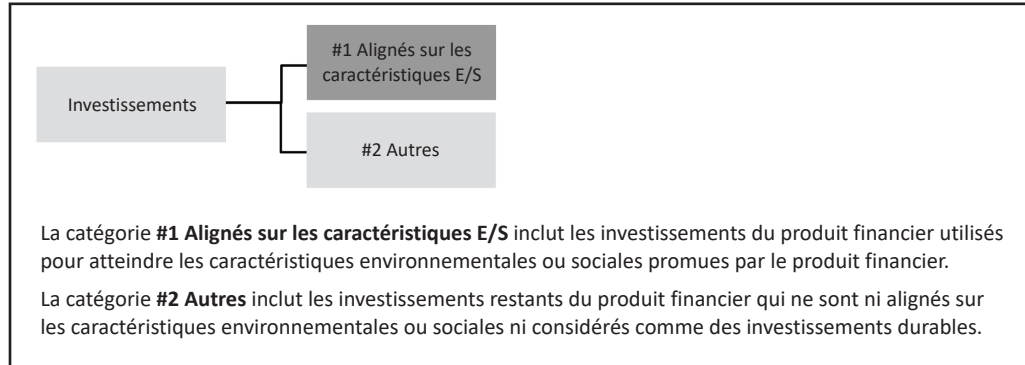 #1 Alignés sur les
caractéristiques E/S
Investissements
#2 Autres
La catégorie #1 Alignés sur les caractéristiques E/S inclut les investissements du produit financier utilisés
pour atteindre les caractéristiques environnementales ou sociales promues par le produit financier.
La catégorie #2 Autres inclut les investissements restants du produit financier qui ne sont ni alignés sur
les caractéristiques environnementales ou sociales ni considérés comme des investissements durables.